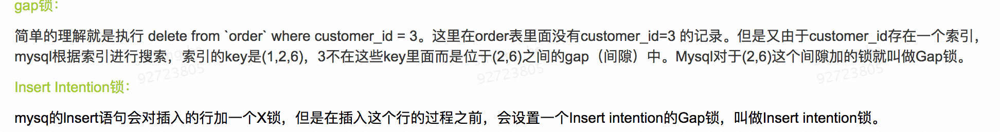 gap锁：
简单的理解就是执行 delete from `order` where customer_id = 3。这里在order表里面没有customer_id=3 的记录。但是又由于customer_id存在一个索引，
mysql根据索引进行搜索，索引的key是(1,2,6)，3不在这些key里面而是位于(2,6)之间的gap（间隙）中。Mysql对于(2,6)这个间隙加的锁就叫做Gap锁。
92723805 92723805 92723805
Insert Intention锁：
mysq的Insert语句会对插入的行加一个X锁，但是在插入这个行的过程之前，会设置一个Insert intention的Gap锁，叫做Insert intention锁。